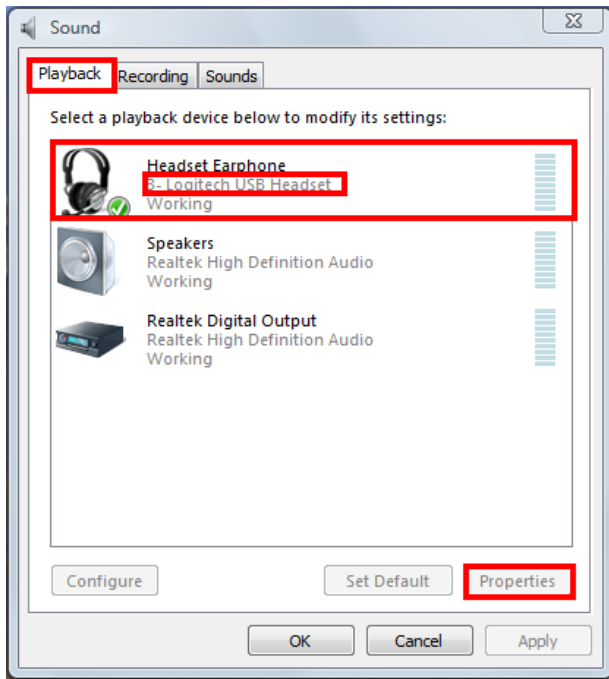 Sound
Playback Recording Sounds
Select a playback device below to modify its settings:
Headset Earphone
3- Logitech USB Headset
Working
Speakers
Realtek High Definition Audio
Working
Realtek Digital Output
Realtek High Definition Audio
Working
Configure Set Default Properties
OK Cancel Apply